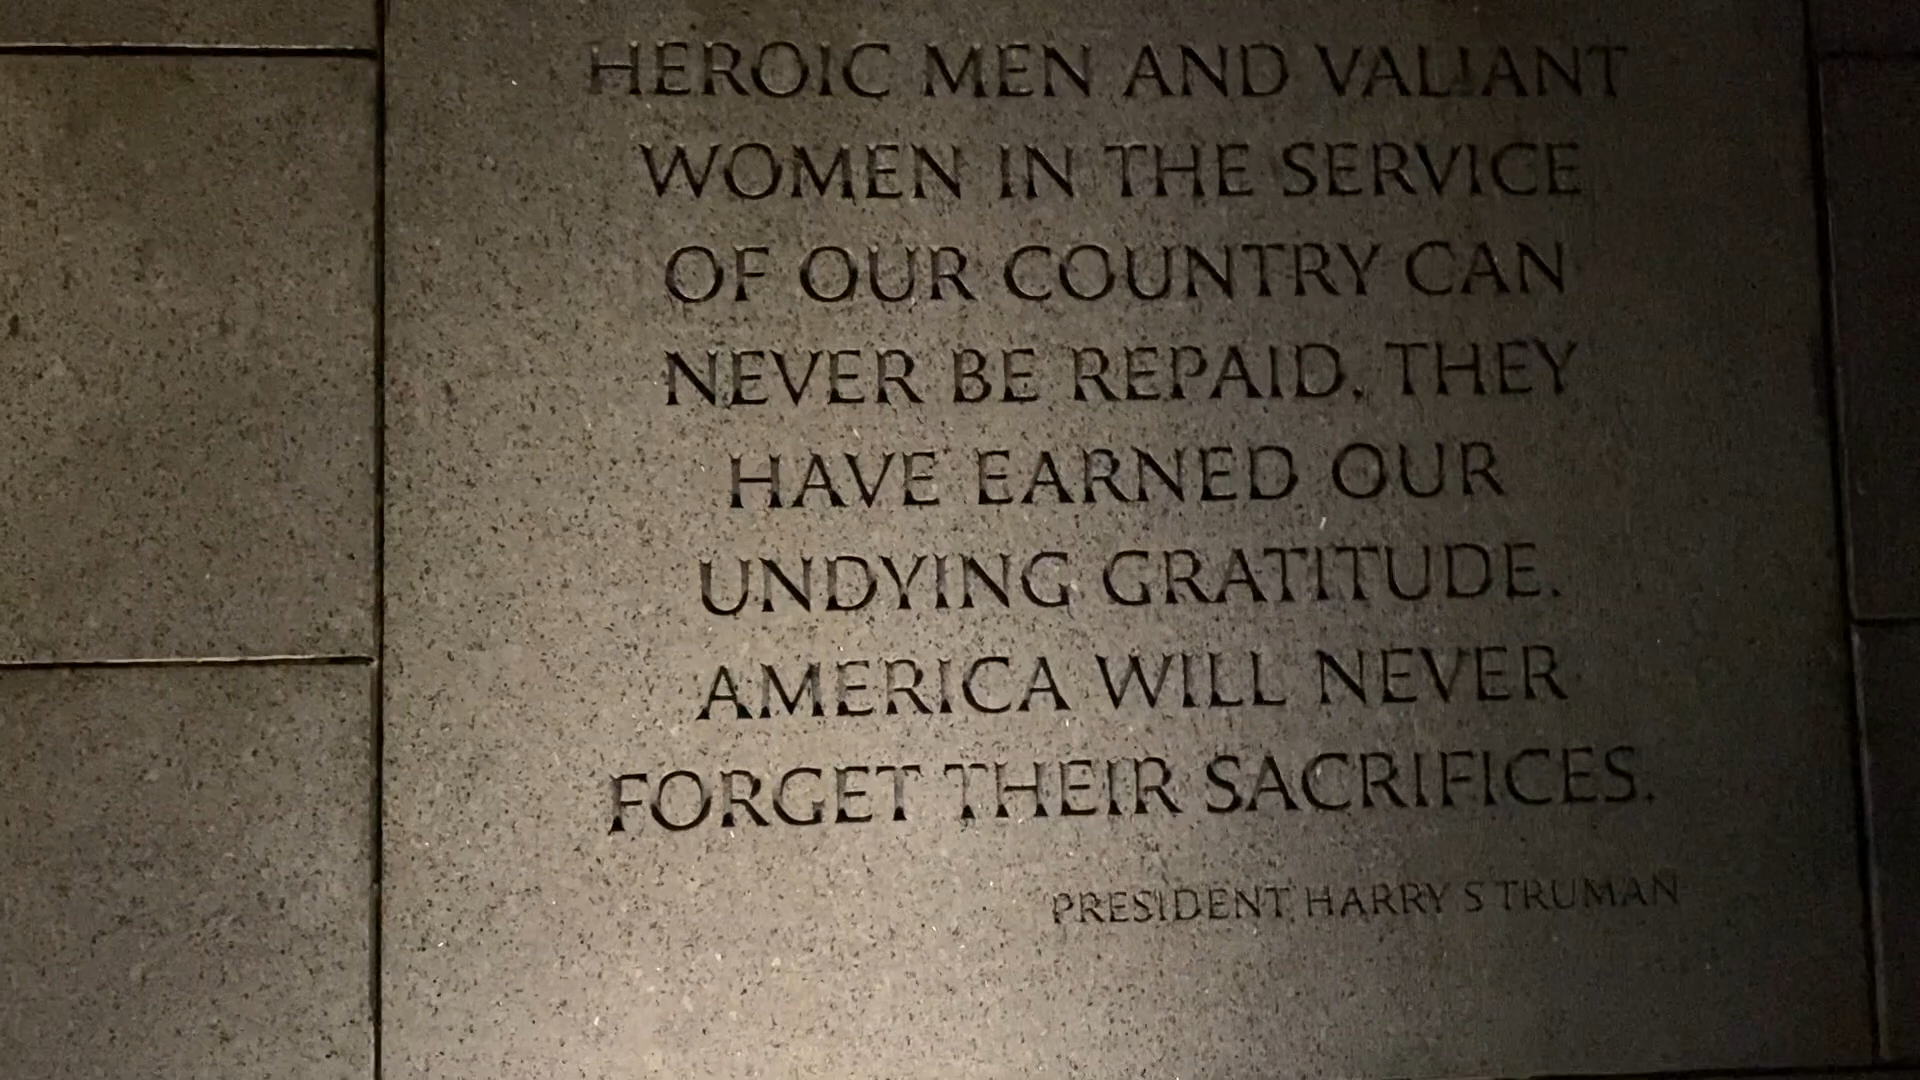 HEROIC MEN AND VALIANT
WOMEN IN THE SERVICE
OF OUR COUNTRY CAN
NEVER BE REPAID. THEY
HAVE EARNED OUR
UNDYING GRATITUDE.
AMERICA WILL NEVER
FORGET THEIR SACRIFICES.
PRESIDENT HARRY S TRUMAN